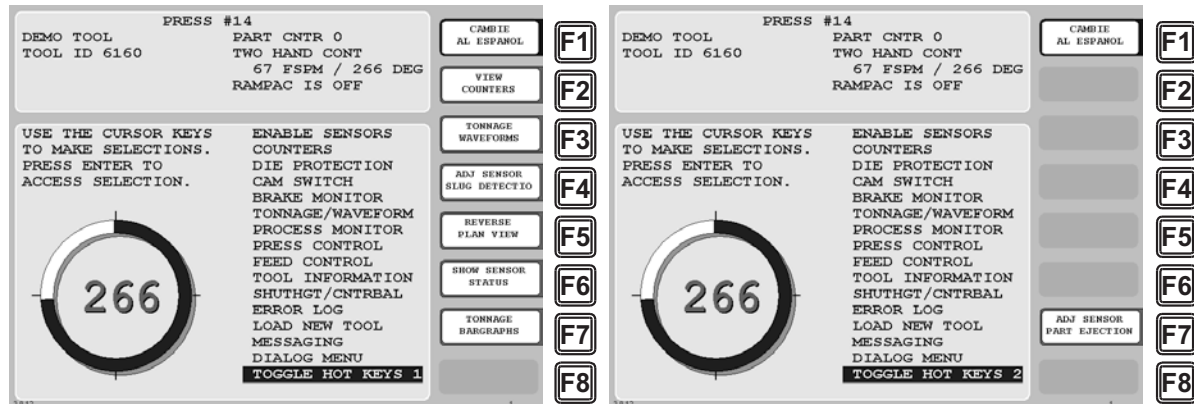 PRESS #14
DEMO TOOL PART CNTR 0
TOOL ID 6160 TWO HAND CONT
67 FSPM / 266 DEG
RAMPAC IS OFF
USE THE CURSOR KEYS
TO MAKE SELECTIONS.
PRESS ENTER TO
ACCESS SELECTION.
266
ENABLE SENSORS
COUNTERS
DIE PROTECTION
CAM SWITCH
BRAKE MONITOR
TONNAGE/WAVEFORM
PROCESS MONITOR
PRESS CONTROL
FEED CONTROL
TOOL INFORMATION
SHUTHGT/CNTRBAL
ERROR LOG
LOAD NEW TOOL
MESSAGING
DIALOG MENU
TOGGLE HOT KEYS 1
CAMBIE
AL ESPANOL
F1
VIEW
COUNTERS
F2
TONNAGE
WAVEFORMS
F3
ADJ SENSOR
SLUG DETECTIO
F4
REVERSE
PLAN VIEW
F5
SHOW SENSOR
STATUS
F6
TONNAGE
BARGRAPHS
F7
F8
PRESS #14
DEMO TOOL PART CNTR 0
TOOL ID 6160 TWO HAND CONT
67 FSPM / 266 DEG
RAMPAC IS OFF
USE THE CURSOR KEYS
TO MAKE SELECTIONS.
PRESS ENTER TO
ACCESS SELECTION.
266
ENABLE SENSORS
COUNTERS
DIE PROTECTION
CAM SWITCH
BRAKE MONITOR
TONNAGE/WAVEFORM
PROCESS MONITOR
PRESS CONTROL
FEED CONTROL
TOOL INFORMATION
SHUTHGT/CNTRBAL
ERROR LOG
LOAD NEW TOOL
MESSAGING
DIALOG MENU
TOGGLE HOT KEYS 2
CAMBIE
AL ESPANOL
F1
F2
F3
F4
F5
F6
ADJ SENSOR
PART EJECTION
F7
F8